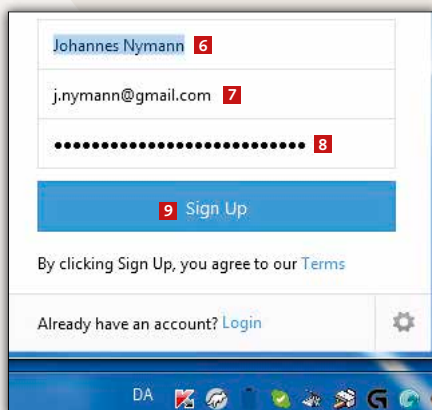 Johannes Nymann 6
j.nymann@gmail.com 7
•••••••••••••••••••••••••••• 8
9 Sign Up
By clicking Sign Up, you agree to our Terms
Already have an account? Login
DA